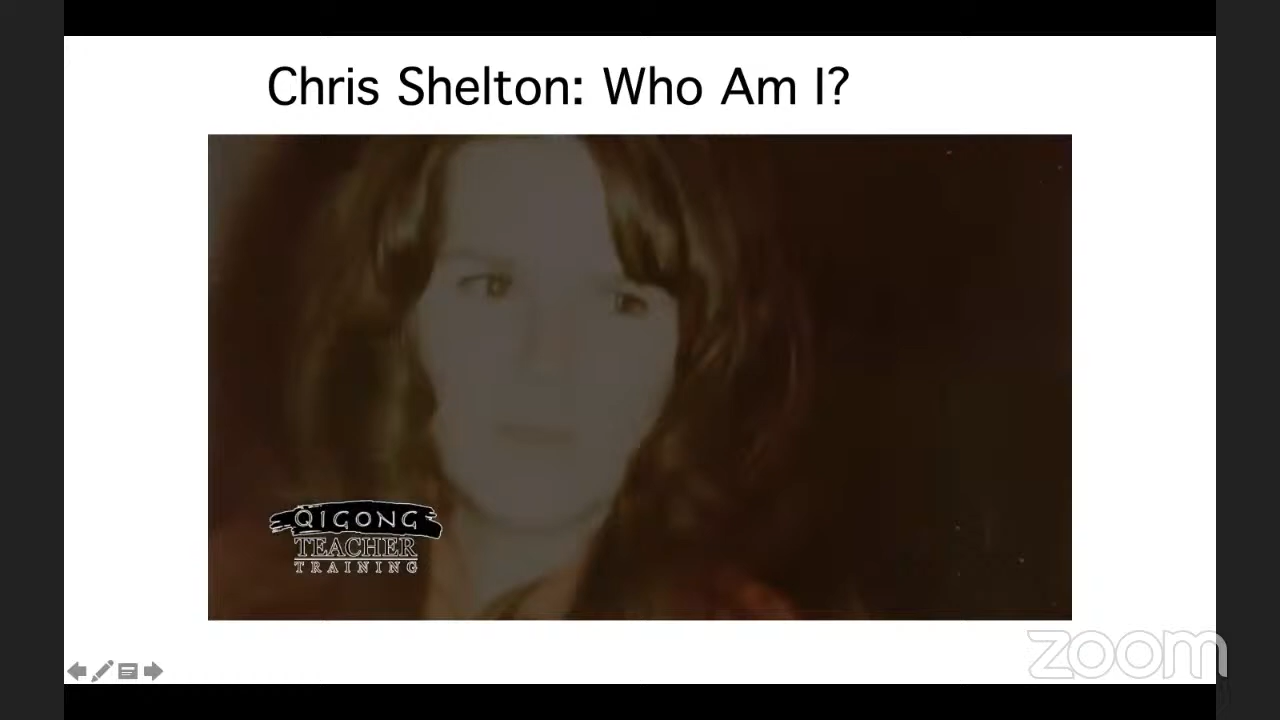 Chris Shelton: Who Am I?
QIGONG
TEACHER
TRAINING
zoom